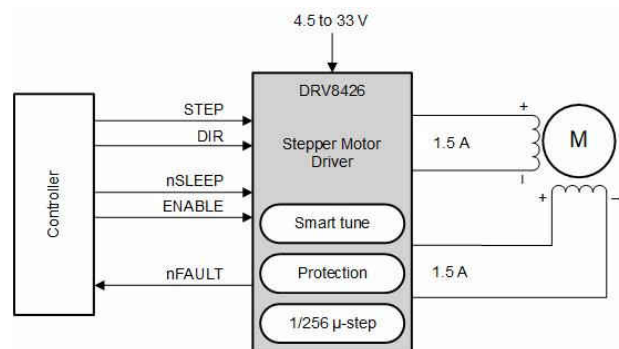 4.5 to 33 V
DRV8426
Stepper Motor
Driver
Controller
STEP
DIR
nSLEEP
ENABLE
nFAULT
Smart tune
Protection
1/256 µ-step
+
1.5 A
–
M
+
–
1.5 A